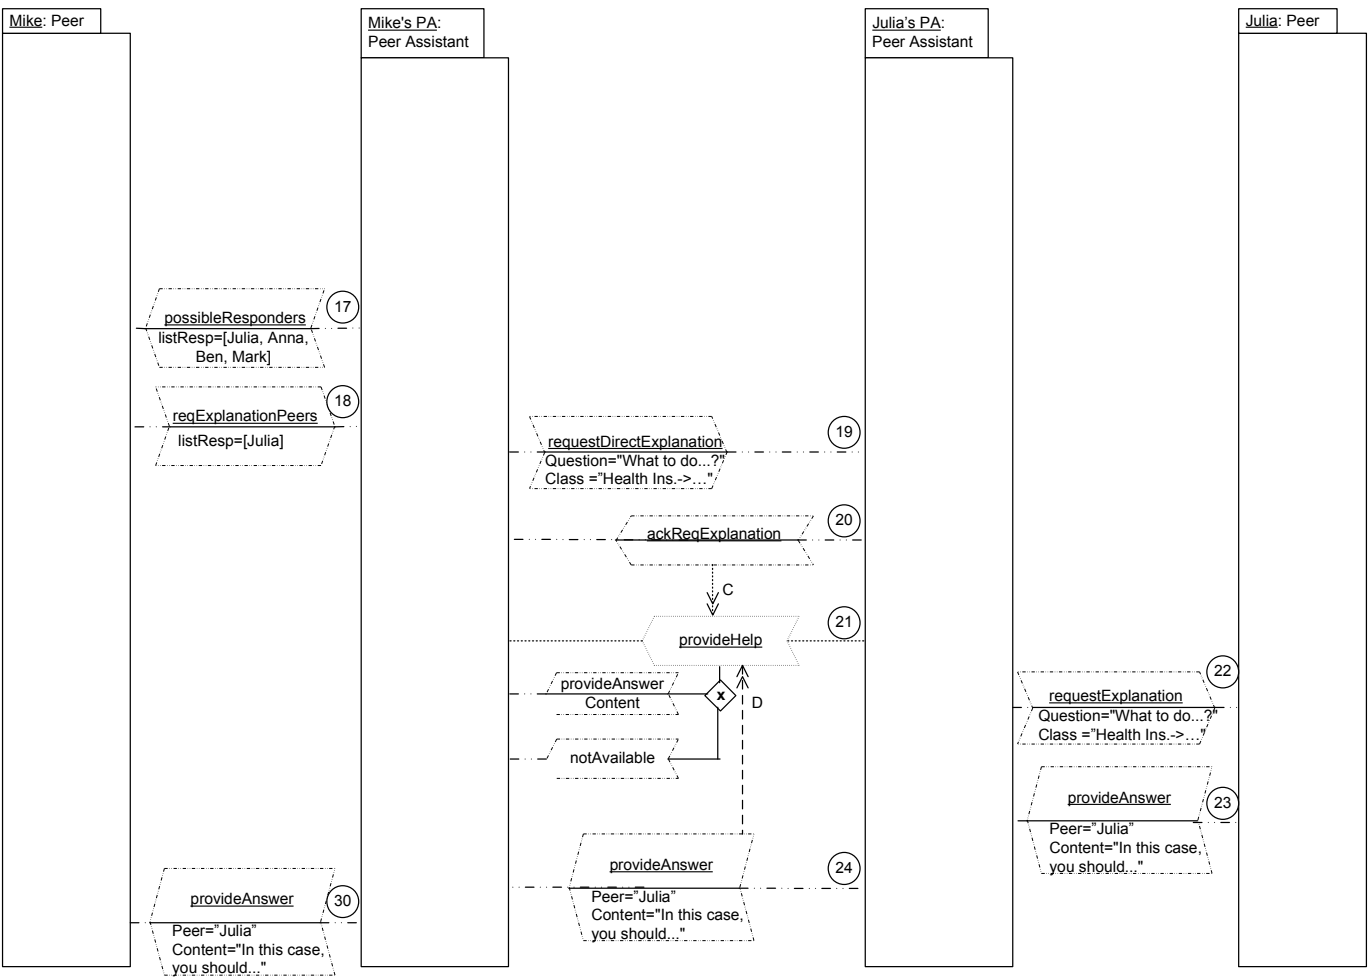 Mike: Peer
Mike's PA:
Peer Assistant
Julia's PA:
Peer Assistant
Julia: Peer
17
possibleResponders
listResp=[Julia, Anna,
Ben, Mark]
18
reqExplanationPeers
listResp=[Julia]
19
requestDirectExplanation
Question="What to do...?"
Class ="Health Ins.->…"
20
ackReqExplanation
C
21
provideHelp
provideAnswer
Content
x
D
notAvailable
22
requestExplanation
Question="What to do...?"
Class ="Health Ins.->…"
23
provideAnswer
Peer=”Julia”
Content="In this case,
you should..."
24
provideAnswer
Peer=”Julia”
Content="In this case,
you should..."
30
provideAnswer
Peer=”Julia”
Content="In this case,
you should..."